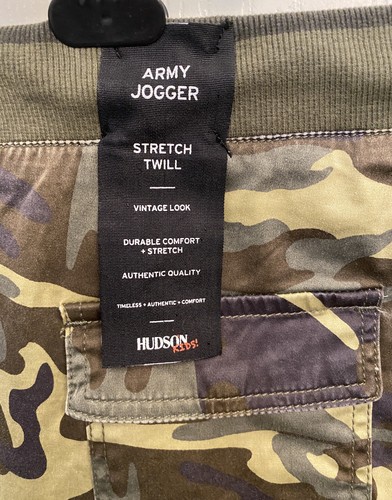 ARMY
JOGGER
STRETCH
TWILL
VINTAGE LOOK
DURABLE COMFORT
+ STRETCH
AUTHENTIC QUALITY
TIMELESS + AUTHENTIC + COMFORT
HUDSON
KIDS!